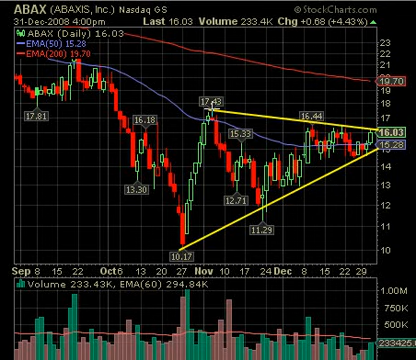 ABAX (ABAXIS, Inc.) Nasdaq GS © StockCharts.com
31-Dec-2008 4:00pm Last 16.03 Volume 233.4K Chg +0.68 (+4.43%)
ABAX (Daily) 16.03
EMA(50) 15.28
EMA(200) 19.70
23
22
21
20
19.70
19
18
17.43
17.81
17
16.44
16.18
16.03
15.33
15.28
15
14
13.30
13
12.71
12
11.29
11
10.17
10
Sep 8 15 22 Oct 6 13 20 27 Nov 10 17 24 Dec 8 15 22 29
Volume 233.43K, EMA(60) 294.84K
1.00M
750K
500K
233425